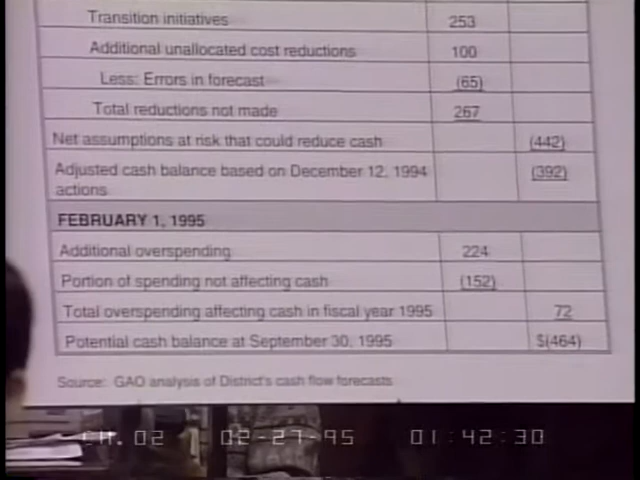 Transition initiatives 253
Additional unallocated cost reductions 100
Less: Errors in forecast (65)
Total reductions not made 267
Net assumptions at risk that could reduce cash (442)
Adjusted cash balance based on December 12, 1994 (392)
actions
FEBRUARY 1, 1995
Additional overspending 224
Portion of spending not affecting cash (152)
Total overspending affecting cash in fiscal year 1995 72
Potential cash balance at September 30, 1995 $(464)
Source: GAO analysis of District's cash flow forecasts
CH. 02 02-27-95 01:42:30